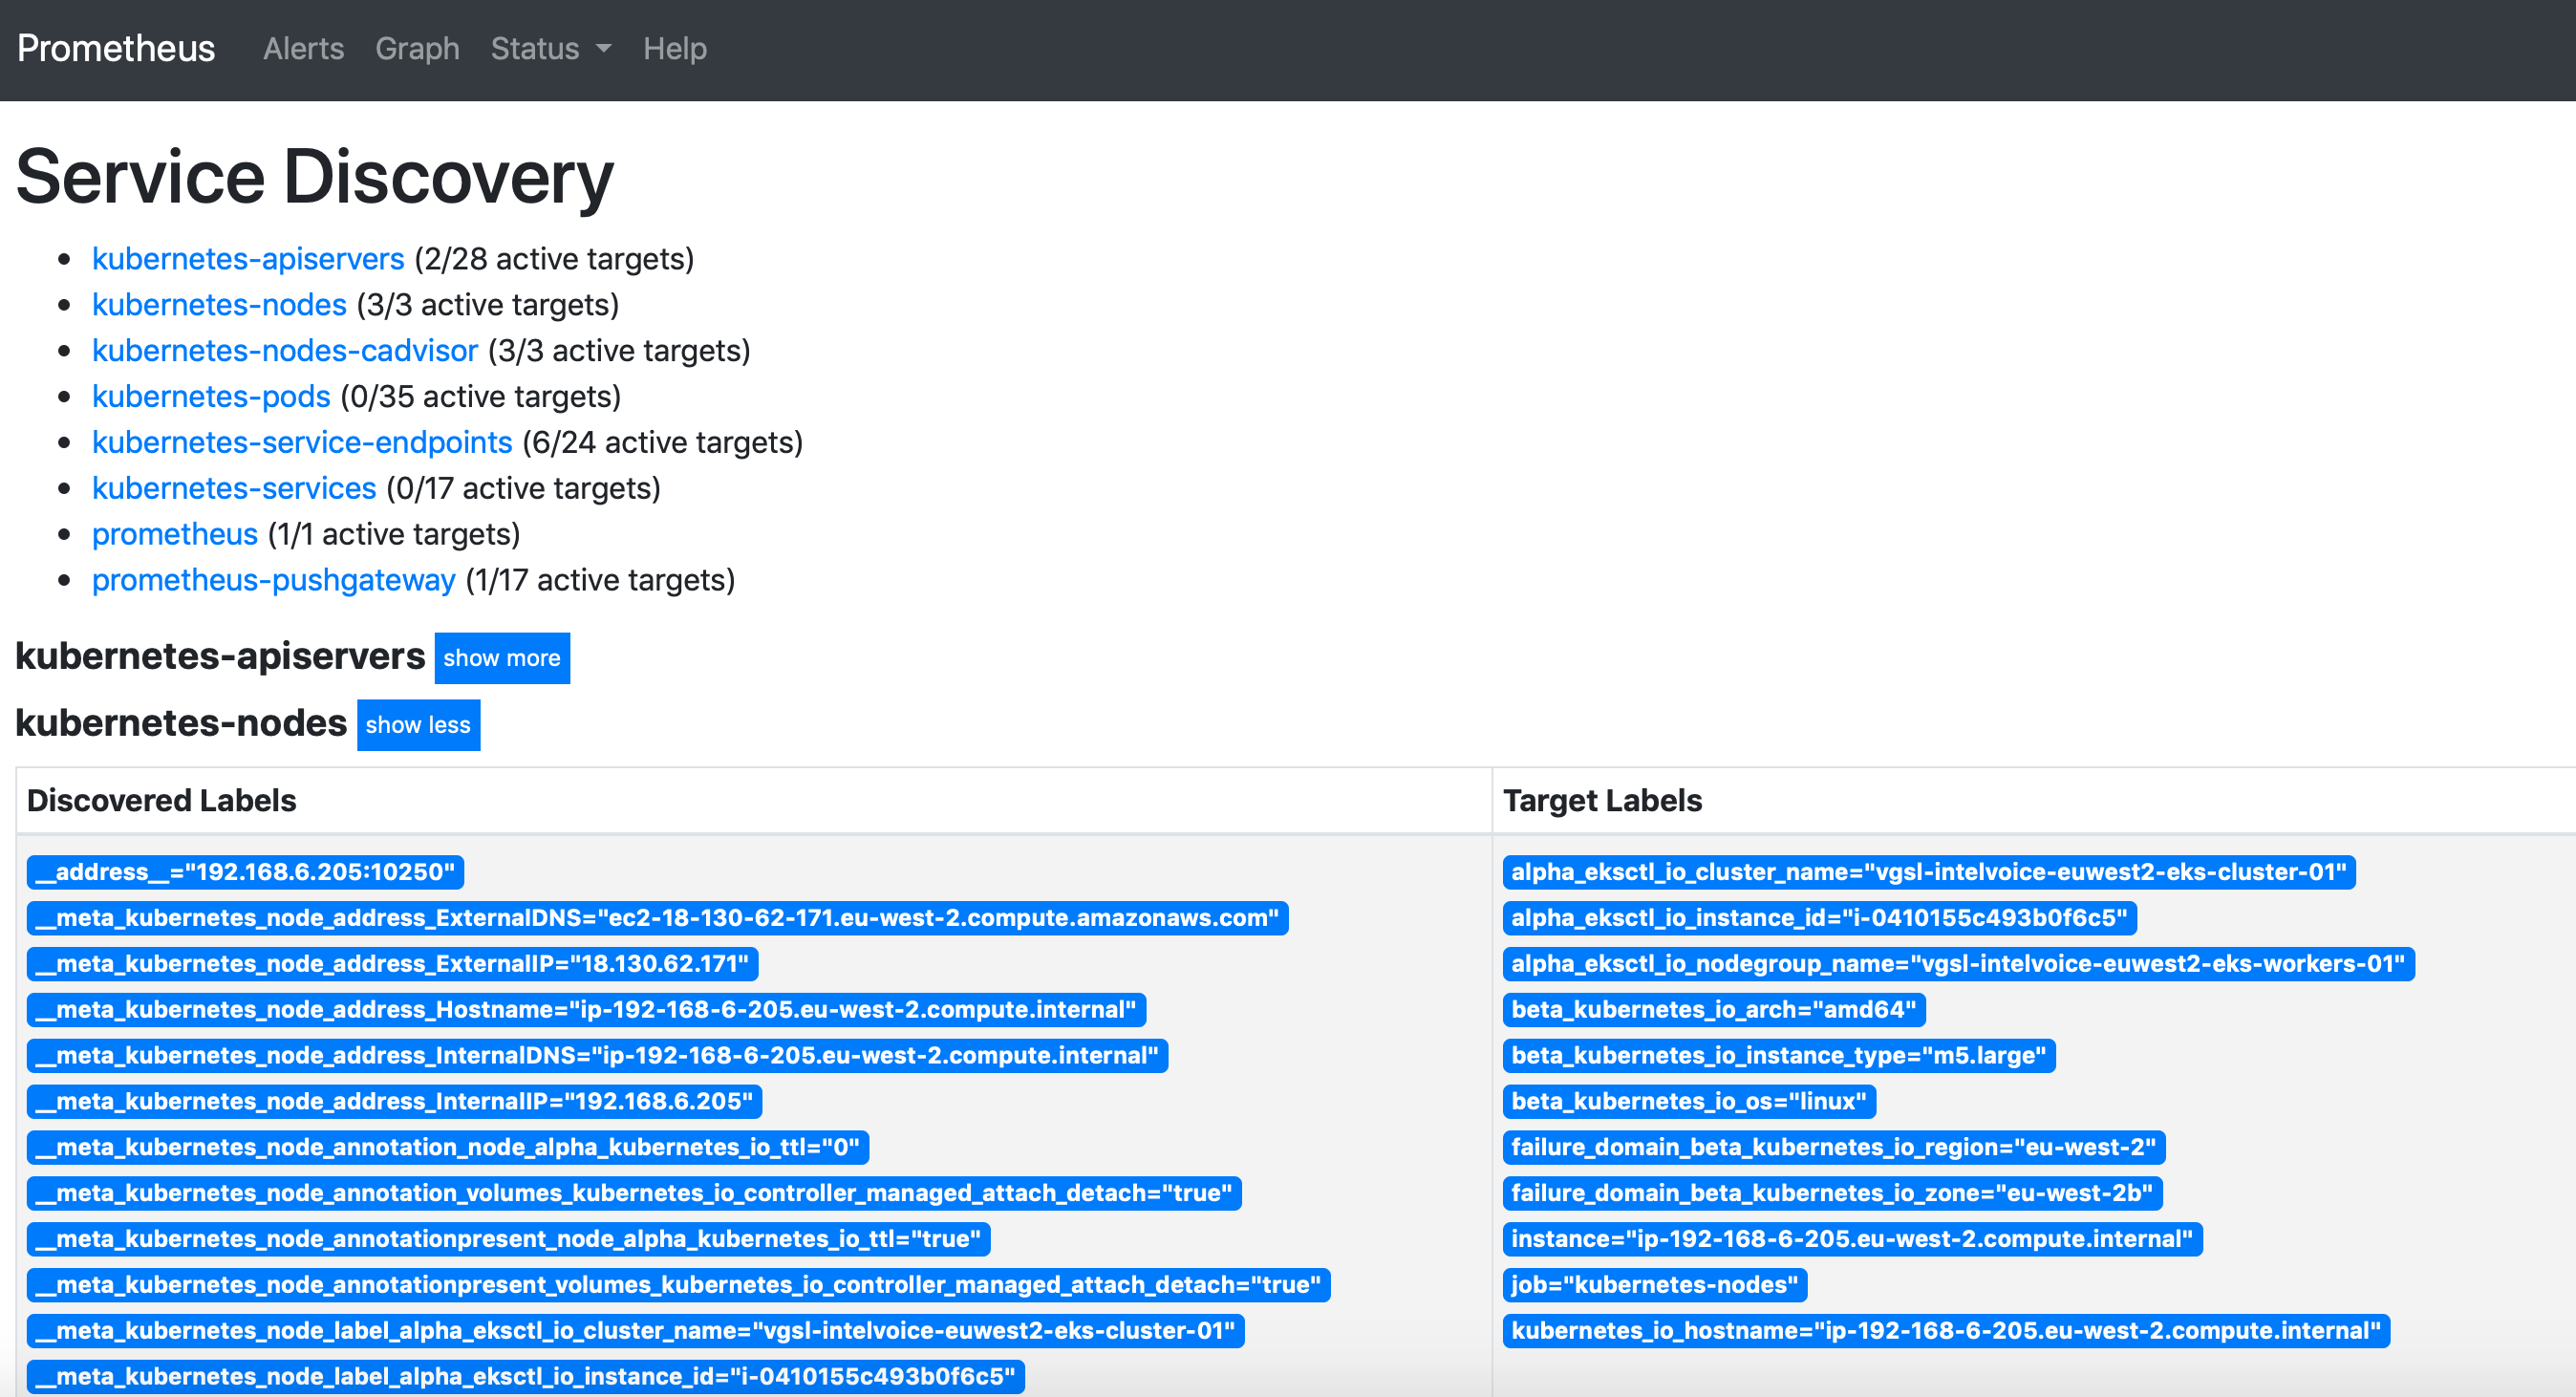 Prometheus Alerts Graph Status Help
Service Discovery
kubernetes-apiservers (2/28 active targets)
kubernetes-nodes (3/3 active targets)
kubernetes-nodes-cadvisor (3/3 active targets)
kubernetes-pods (0/35 active targets)
kubernetes-service-endpoints (6/24 active targets)
kubernetes-services (0/17 active targets)
prometheus (1/1 active targets)
prometheus-pushgateway (1/17 active targets)
kubernetes-apiservers show more
kubernetes-nodes show less
Discovered Labels
__address__="192.168.6.205:10250"
__meta_kubernetes_node_address_ExternalDNS="ec2-18-130-62-171.eu-west-2.compute.amazonaws.com"
__meta_kubernetes_node_address_ExternalIP="18.130.62.171"
__meta_kubernetes_node_address_Hostname="ip-192-168-6-205.eu-west-2.compute.internal"
__meta_kubernetes_node_address_InternalDNS="ip-192-168-6-205.eu-west-2.compute.internal"
__meta_kubernetes_node_address_InternalIP="192.168.6.205"
__meta_kubernetes_node_annotation_node_alpha_kubernetes_io_ttl="0"
__meta_kubernetes_node_annotation_volumes_kubernetes_io_controller_managed_attach_detach="true"
__meta_kubernetes_node_annotationpresent_node_alpha_kubernetes_io_ttl="true"
__meta_kubernetes_node_annotationpresent_volumes_kubernetes_io_controller_managed_attach_detach="true"
__meta_kubernetes_node_label_alpha_eksctl_io_cluster_name="vgsl-intelvoice-euwest2-eks-cluster-01"
__meta_kubernetes_node_label_alpha_eksctl_io_instance_id="i-0410155c493b0f6c5"
Target Labels
alpha_eksctl_io_cluster_name="vgsl-intelvoice-euwest2-eks-cluster-01"
alpha_eksctl_io_instance_id="i-0410155c493b0f6c5"
alpha_eksctl_io_nodegroup_name="vgsl-intelvoice-euwest2-eks-workers-01"
beta_kubernetes_io_arch="amd64"
beta_kubernetes_io_instance_type="m5.large"
beta_kubernetes_io_os="linux"
failure_domain_beta_kubernetes_io_region="eu-west-2"
failure_domain_beta_kubernetes_io_zone="eu-west-2b"
instance="ip-192-168-6-205.eu-west-2.compute.internal"
job="kubernetes-nodes"
kubernetes_io_hostname="ip-192-168-6-205.eu-west-2.compute.internal"